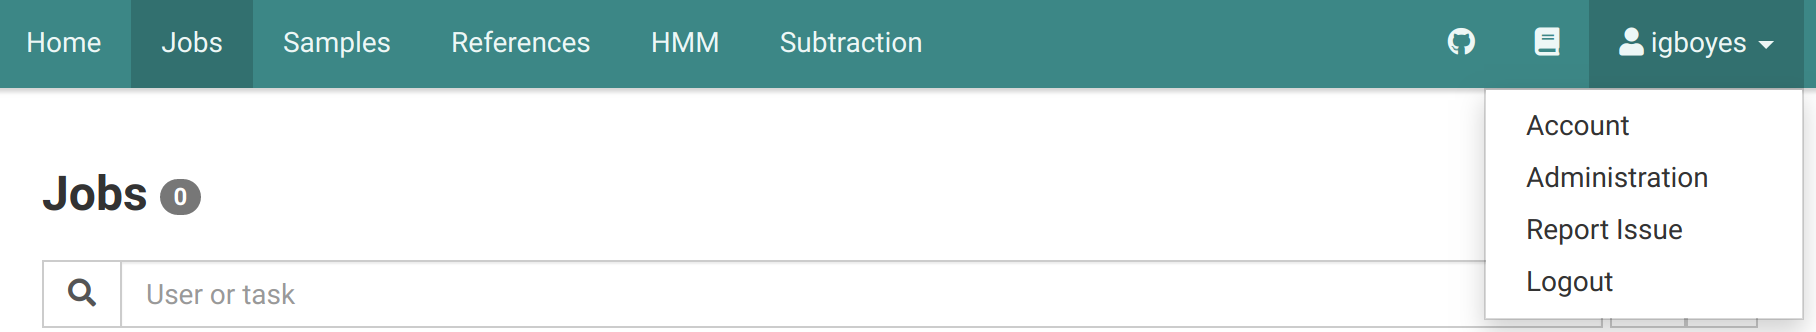 Home Jobs Samples References HMM Subtraction igboyes
Account
Administration
Report Issue
Logout
Jobs 0
User or task